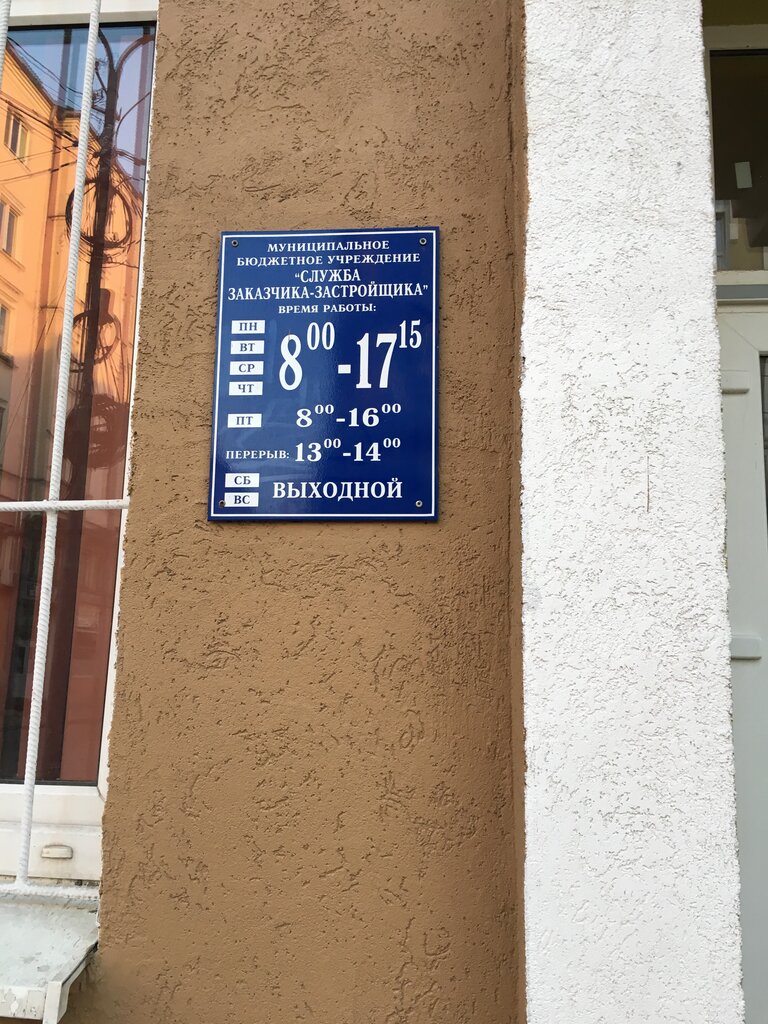 МУНИЦИПАЛЬНОЕ
БЮДЖЕТНОЕ УЧРЕЖДЕНИЕ
“СЛУЖБА
ЗАКАЗЧИКА-ЗАСТРОЙЩИКА”
ВРЕМЯ РАБОТЫ:
ПН
ВТ
СР
ЧТ
8⁰⁰-17¹⁵
ПТ 8⁰⁰-16⁰⁰
ПЕРЕРЫВ: 13⁰⁰-14⁰⁰
СБ
ВС
ВЫХОДНОЙ